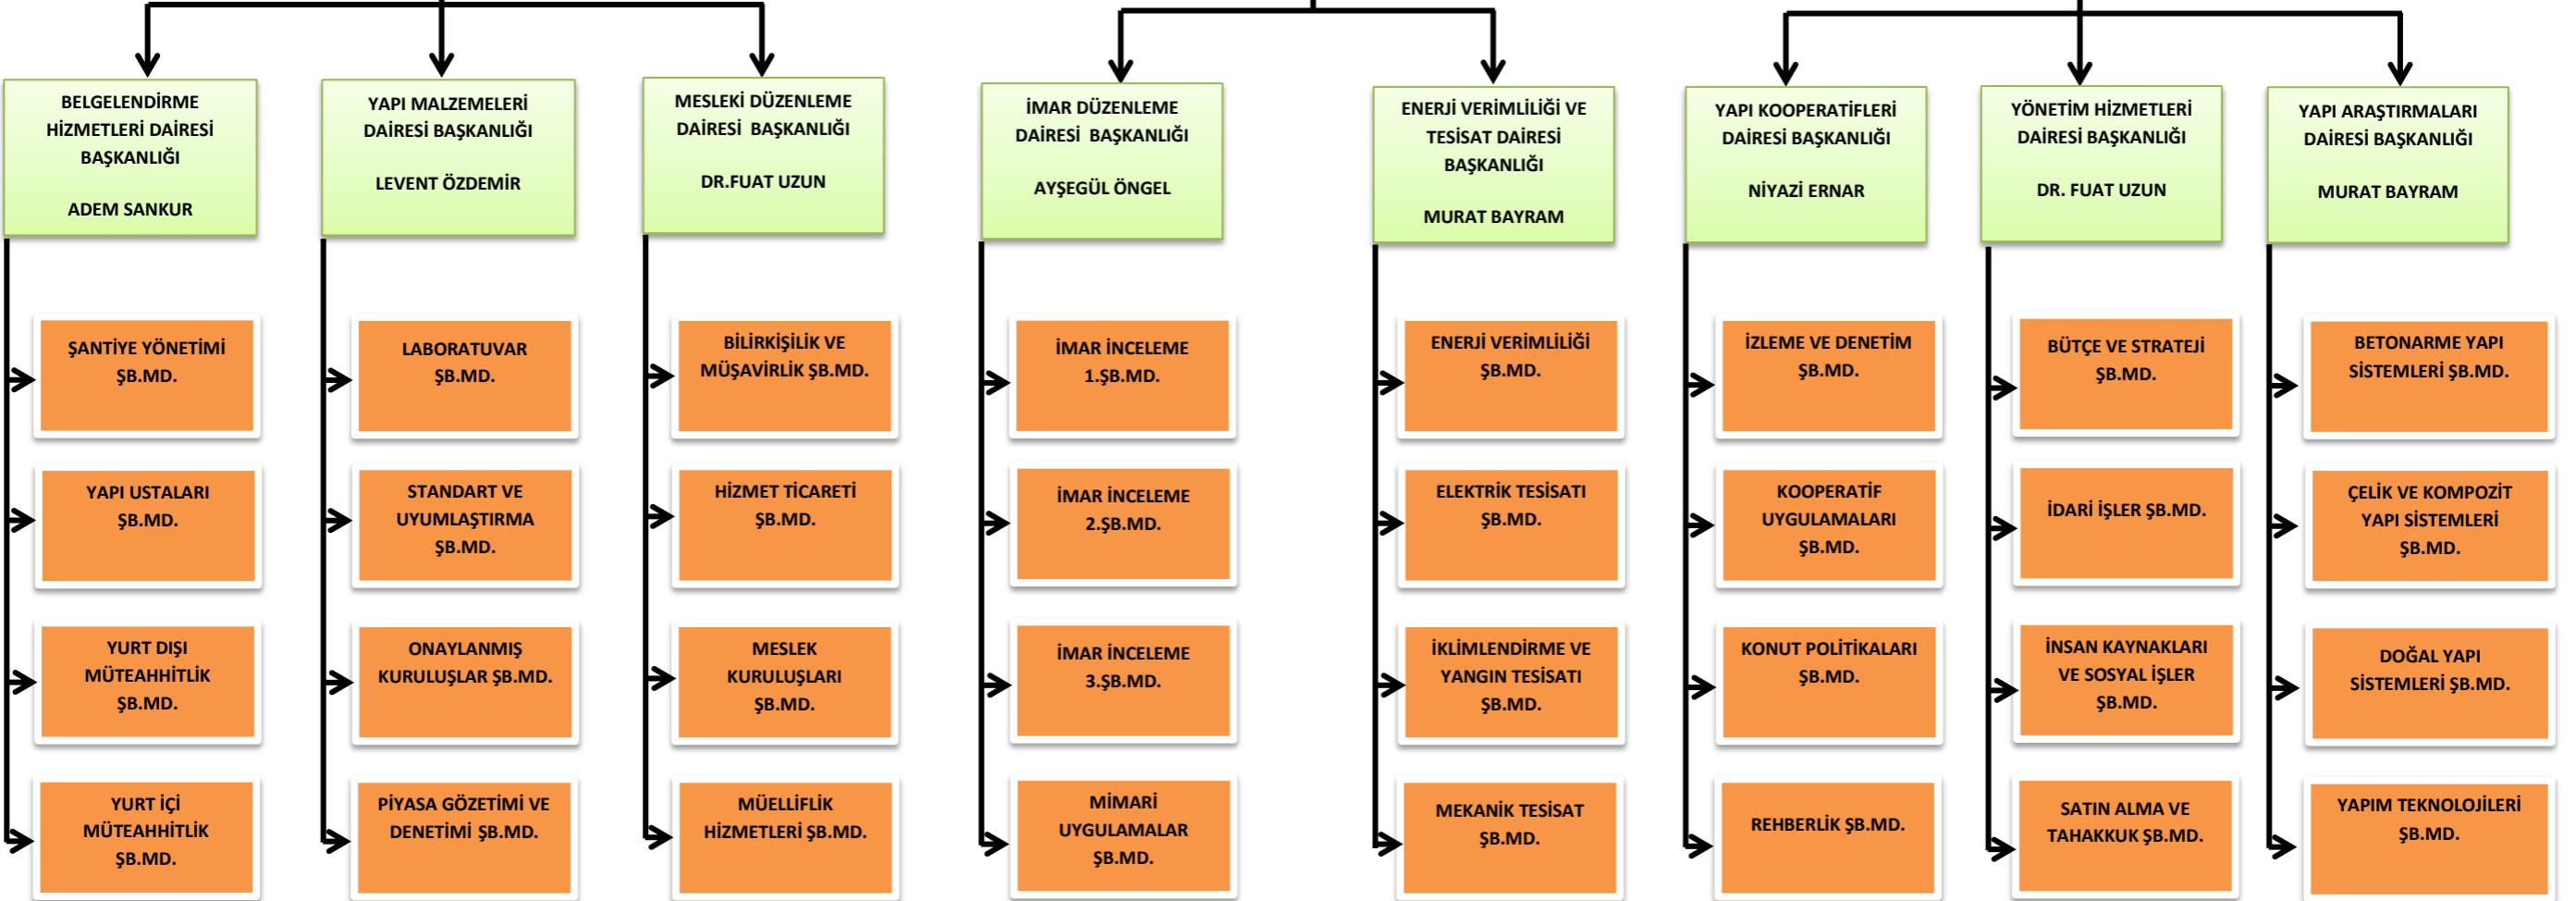 BELGELENDİRME
HİZMETLERİ DAİRESİ
BAŞKANLIĞI
ADEM SANKUR
ŞANTİYE YÖNETİMİ
ŞB.MD.
YAPI USTALARI
ŞB.MD.
YURT DIŞI
MÜTEAHHİTLİK
ŞB.MD.
YURT İÇİ
MÜTEAHHİTLİK
ŞB.MD.
YAPI MALZEMELERİ
DAİRESİ BAŞKANLIĞI
LEVENT ÖZDEMİR
LABORATUVAR
ŞB.MD.
STANDART VE
UYUMLAŞTIRMA
ŞB.MD.
ONAYLANMIŞ
KURULUŞLAR ŞB.MD.
PİYASA GÖZETİMİ VE
DENETİMİ ŞB.MD.
MESLEKİ DÜZENLEME
DAİRESİ BAŞKANLIĞI
DR.FUAT UZUN
BİLİRKİŞİLİK VE
MÜŞAVİRLİK ŞB.MD.
HİZMET TİCARETİ
ŞB.MD.
MESLEK
KURULUŞLARI
ŞB.MD.
MÜELLİFLİK
HİZMETLERİ ŞB.MD.
İMAR DÜZENLEME
DAİRESİ BAŞKANLIĞI
AYŞEGÜL ÖNGEL
İMAR İNCELEME
1.ŞB.MD.
İMAR İNCELEME
2.ŞB.MD.
İMAR İNCELEME
3.ŞB.MD.
MİMARİ
UYGULAMALAR
ŞB.MD.
ENERJİ VERİMLİLİĞİ VE
TESİSAT DAİRESİ
BAŞKANLIĞI
MURAT BAYRAM
ENERJİ VERİMLİLİĞİ
ŞB.MD.
ELEKTRİK TESİSATI
ŞB.MD.
İKLİMLENDİRME VE
YANGIN TESİSATI
ŞB.MD.
MEKANİK TESİSAT
ŞB.MD.
YAPI KOOPERATİFLERİ
DAİRESİ BAŞKANLIĞI
NİYAZİ ERNAR
İZLEME VE DENETİM
ŞB.MD.
KOOPERATİF
UYGULAMALARI
ŞB.MD.
KONUT POLİTİKALARI
ŞB.MD.
REHBERLİK ŞB.MD.
YÖNETİM HİZMETLERİ
DAİRESİ BAŞKANLIĞI
DR. FUAT UZUN
BÜTÇE VE STRATEJİ
ŞB.MD.
İDARİ İŞLER ŞB.MD.
İNSAN KAYNAKLARI
VE SOSYAL İŞLER
ŞB.MD.
SATIN ALMA VE
TAHAKKUK ŞB.MD.
YAPI ARAŞTIRMALARI
DAİRESİ BAŞKANLIĞI
MURAT BAYRAM
BETONARME YAPI
SİSTEMLERİ ŞB.MD.
ÇELİK VE KOMPOZİT
YAPI SİSTEMLERİ
ŞB.MD.
DOĞAL YAPI
SİSTEMLERİ ŞB.MD.
YAPIM TEKNOLOJİLERİ
ŞB.MD.